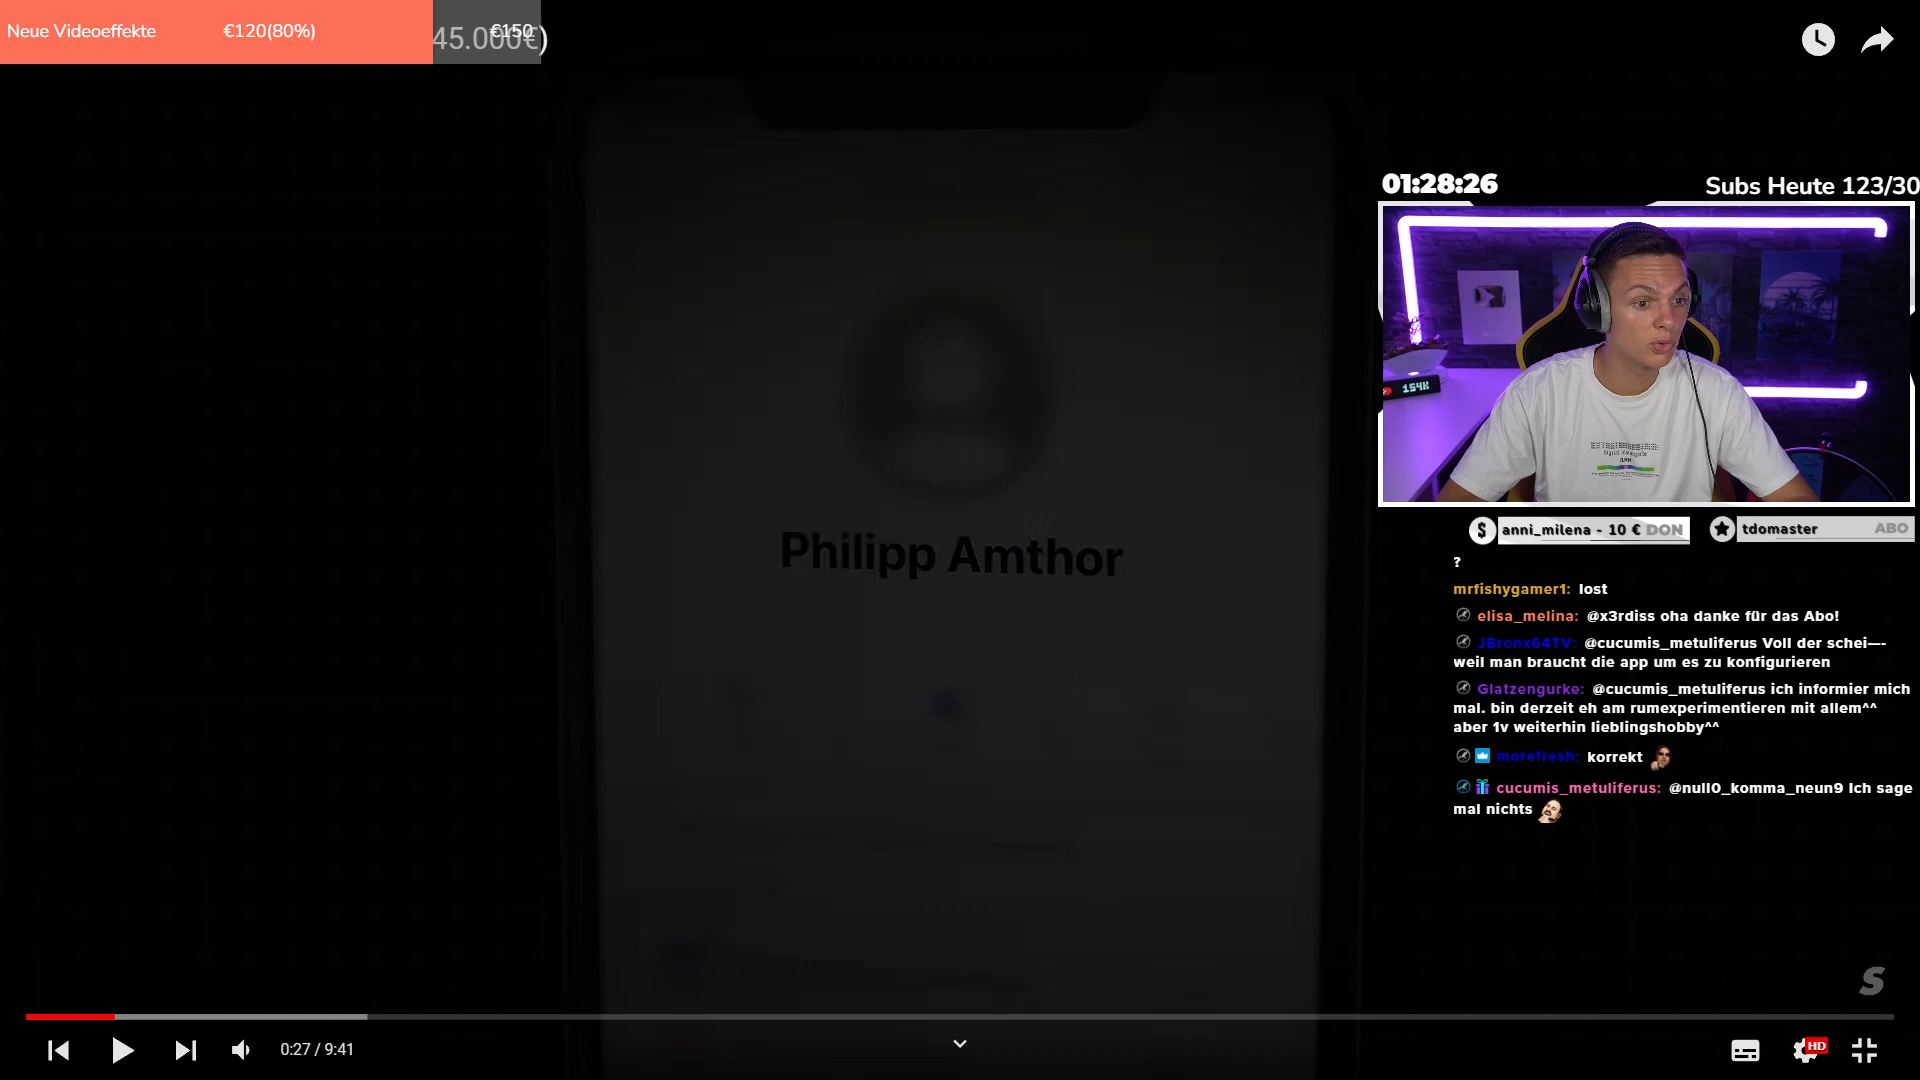 Neue Videoeffekte €120(80%) €150
45.000€)
01:28:26 Subs Heute 123/30
154K
Philipp Amthor
anni_milena - 10 € DON tdomaster ABO
?
mrfishygamer1: lost
elisa_melina: @x3rdiss oha danke für das Abo!
JBronx64TV: @cucumis_metuliferus Voll der schei—-
weil man braucht die app um es zu konfigurieren
Glatzengurke: @cucumis_metuliferus ich informier mich
mal. bin derzeit eh am rumexperimentieren mit allem^^
aber 1v weiterhin lieblingshobby^^
morefresh: korrekt
cucumis_metuliferus: @null0_komma_neun9 Ich sage
mal nichts
S
0:27 / 9:41
HD